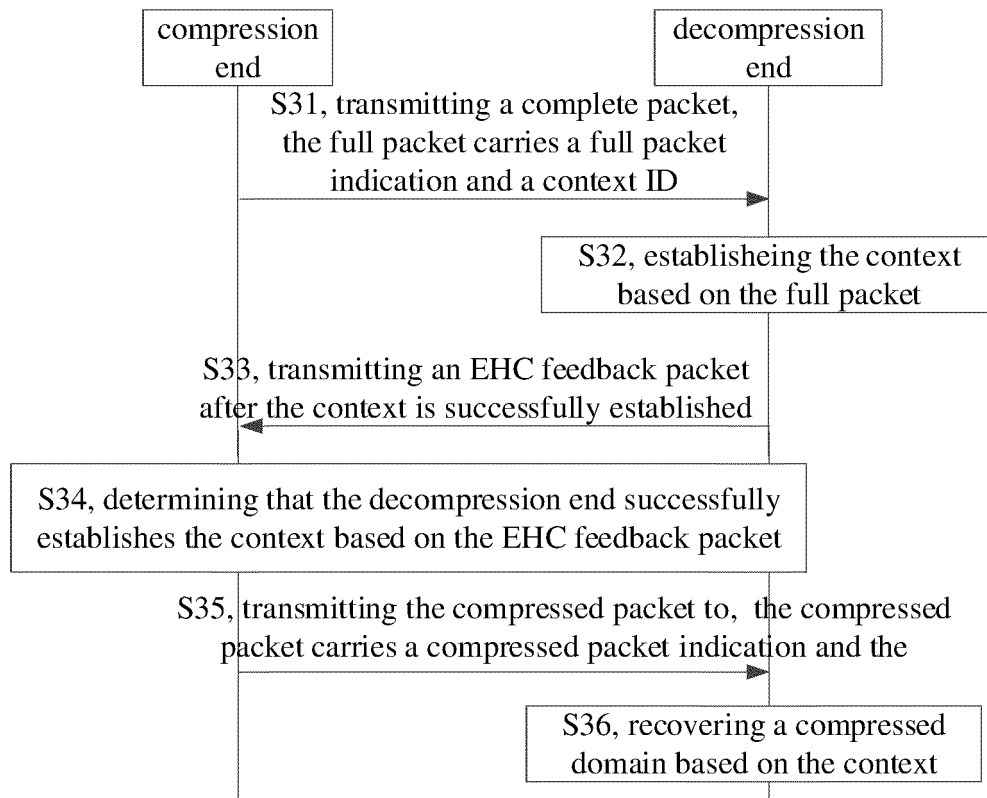 compression
end
decompression
end
S31, transmitting a complete packet,
the full packet carries a full packet
indication and a context ID
S32, establisheing the context
based on the full packet
S33, transmitting an EHC feedback packet
after the context is successfully established
S34, determining that the decompression end successfully
establishes the context based on the EHC feedback packet
S35, transmitting the compressed packet to, the compressed
packet carries a compressed packet indication and the
S36, recovering a compressed
domain based on the context